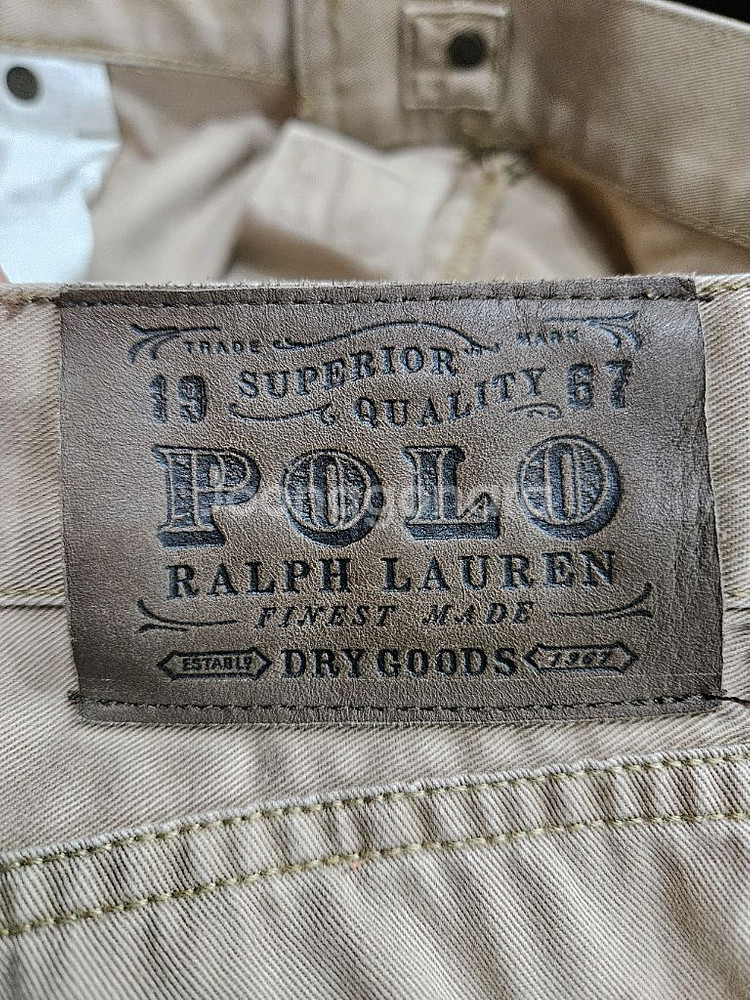 TRADE MARK
19 SUPERIOR QUALITY 67
POLO
RALPH LAUREN
FINEST MADE
ESTABLD DRY GOODS 1967